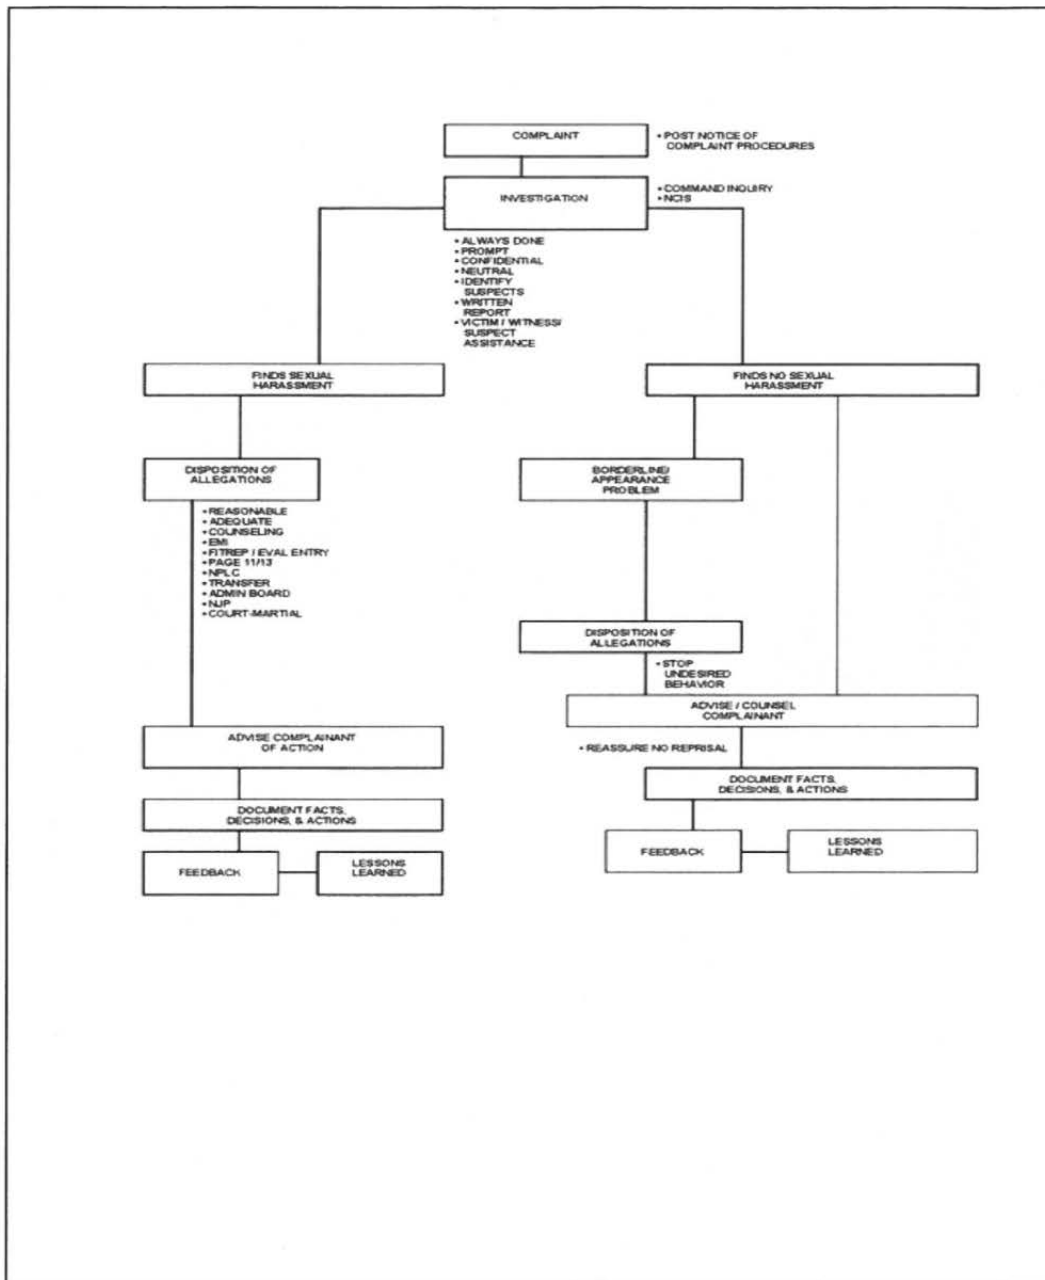 COMPLAINT
• POST NOTICE OF
COMPLAINT PROCEDURES
INVESTIGATION
• COMMAND INQUIRY
• NCIS
• ALWAYS DONE
• PROMPT
• CONFIDENTIAL
• NEUTRAL
• IDENTIFY
SUSPECTS
• WRITTEN
REPORT
• VICTIM / WITNESS/
SUSPECT
ASSISTANCE
FINDS SEXUAL
HARASSMENT
FINDS NO SEXUAL
HARASSMENT
DISPOSITION OF
ALLEGATIONS
• REASONABLE
• ADEQUATE
• COUNSELING
• EMI
• FITREP / EVAL ENTRY
• PAGE 11/13
• NPLC
• TRANSFER
• ADMIN BOARD
• NJP
• COURT-MARTIAL
BORDERLINE/
APPEARANCE
PROBLEM
DISPOSITION OF
ALLEGATIONS
• STOP
UNDESIRED
BEHAVIOR
ADVISE / COUNSEL
COMPLAINANT
ADVISE COMPLAINANT
OF ACTION
• REASSURE NO REPRISAL
DOCUMENT FACTS,
DECISIONS, & ACTIONS
DOCUMENT FACTS,
DECISIONS, & ACTIONS
FEEDBACK
LESSONS
LEARNED
FEEDBACK
LESSONS
LEARNED